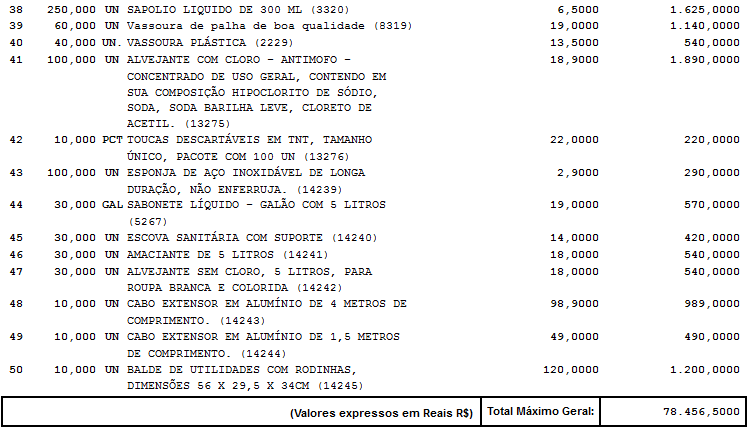 38 250,000 UN SAPOLIO LIQUIDO DE 300 ML (3320) 6,5000 1.625,0000
39 60,000 UN Vassoura de palha de boa qualidade (8319) 19,0000 1.140,0000
40 40,000 UN. VASSOURA PLÁSTICA (2229) 13,5000 540,0000
41 100,000 UN ALVEJANTE COM CLORO - ANTIMOFO - 18,9000 1.890,0000
CONCENTRADO DE USO GERAL, CONTENDO EM
SUA COMPOSIÇÃO HIPOCLORITO DE SÓDIO,
SODA, SODA BARILHA LEVE, CLORETO DE
ACETIL. (13275)
42 10,000 PCT TOUCAS DESCARTÁVEIS EM TNT, TAMANHO 22,0000 220,0000
ÚNICO, PACOTE COM 100 UN (13276)
43 100,000 UN ESPONJA DE AÇO INOXIDÁVEL DE LONGA 2,9000 290,0000
DURAÇÃO, NÃO ENFERRUJA. (14239)
44 30,000 GAL SABONETE LÍQUIDO - GALÃO COM 5 LITROS 19,0000 570,0000
(5267)
45 30,000 UN ESCOVA SANITÁRIA COM SUPORTE (14240) 14,0000 420,0000
46 30,000 UN AMACIANTE DE 5 LITROS (14241) 18,0000 540,0000
47 30,000 UN ALVEJANTE SEM CLORO, 5 LITROS, PARA 18,0000 540,0000
ROUPA BRANCA E COLORIDA (14242)
48 10,000 UN CABO EXTENSOR EM ALUMÍNIO DE 4 METROS DE 98,9000 989,0000
COMPRIMENTO. (14243)
49 10,000 UN CABO EXTENSOR EM ALUMÍNIO DE 1,5 METROS 49,0000 490,0000
DE COMPRIMENTO. (14244)
50 10,000 UN BALDE DE UTILIDADES COM RODINHAS, 120,0000 1.200,0000
DIMENSÕES 56 X 29,5 X 34CM (14245)
(Valores expressos em Reais R$) Total Máximo Geral: 78.456,5000